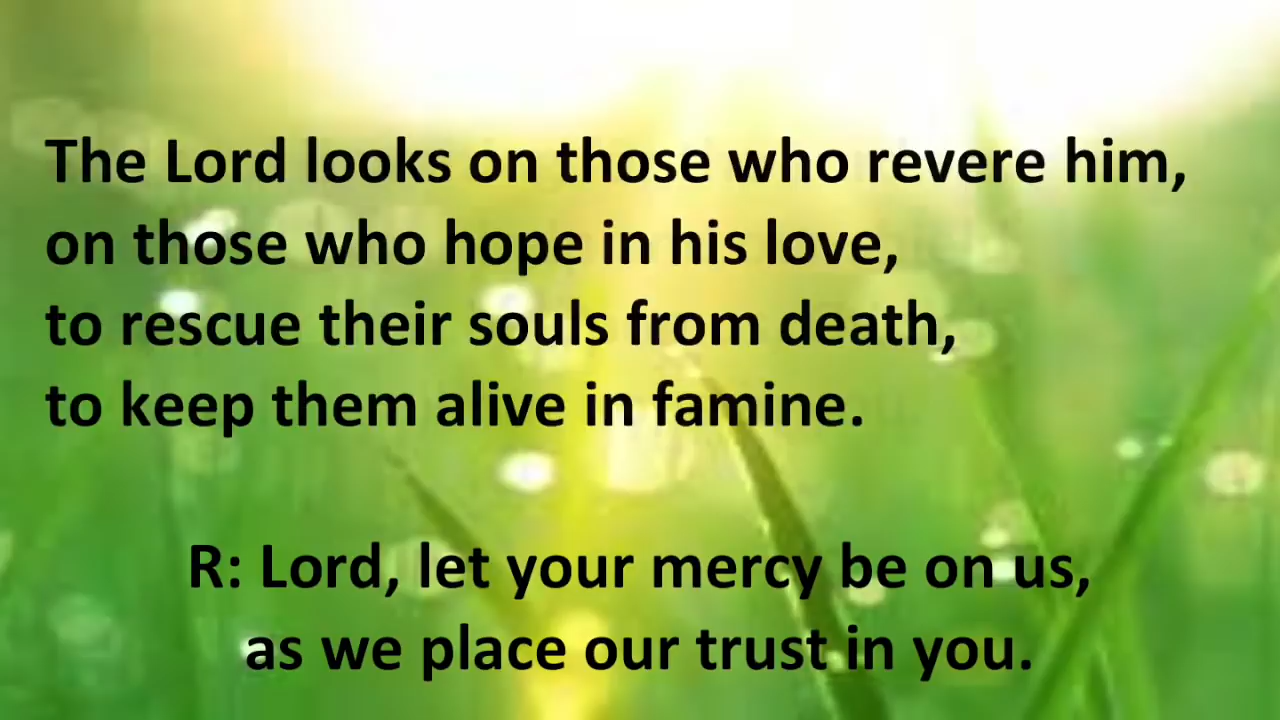 The Lord looks on those who revere him,
on those who hope in his love,
to rescue their souls from death,
to keep them alive in famine.
R: Lord, let your mercy be on us,
as we place our trust in you.